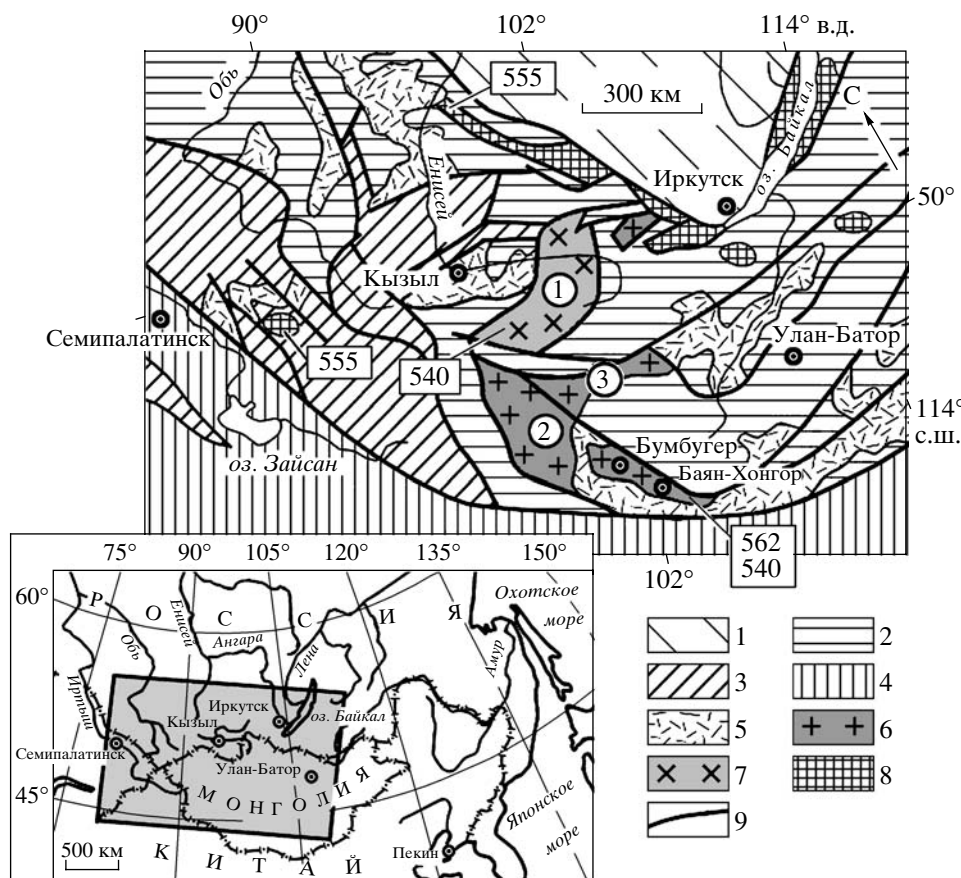 90°
102°
114° в.д.
Обь
555
300 км
Енисей
оз. Байкал
С
Иркутск
50°
Кызыл
1
Семипалатинск
555
540
3
Улан-Батор
114°
с.ш.
2
Бумбугер
Баян-Хонгор
оз. Зайсан
562
540
102°
75°
90°
105°
120°
135°
150°
60°
РОССИЯ
Охотское
море
Обь
Енисей
Ангара
Лена
Амур
Иртыш
Иркутск
оз. Байкал
Кызыл
Семипалатинск
Улан-Батор
МОНГОЛИЯ
45°
Японское
море
500 км
КИТАЙ
Пекин
1
2
3
4
5
6
7
8
9